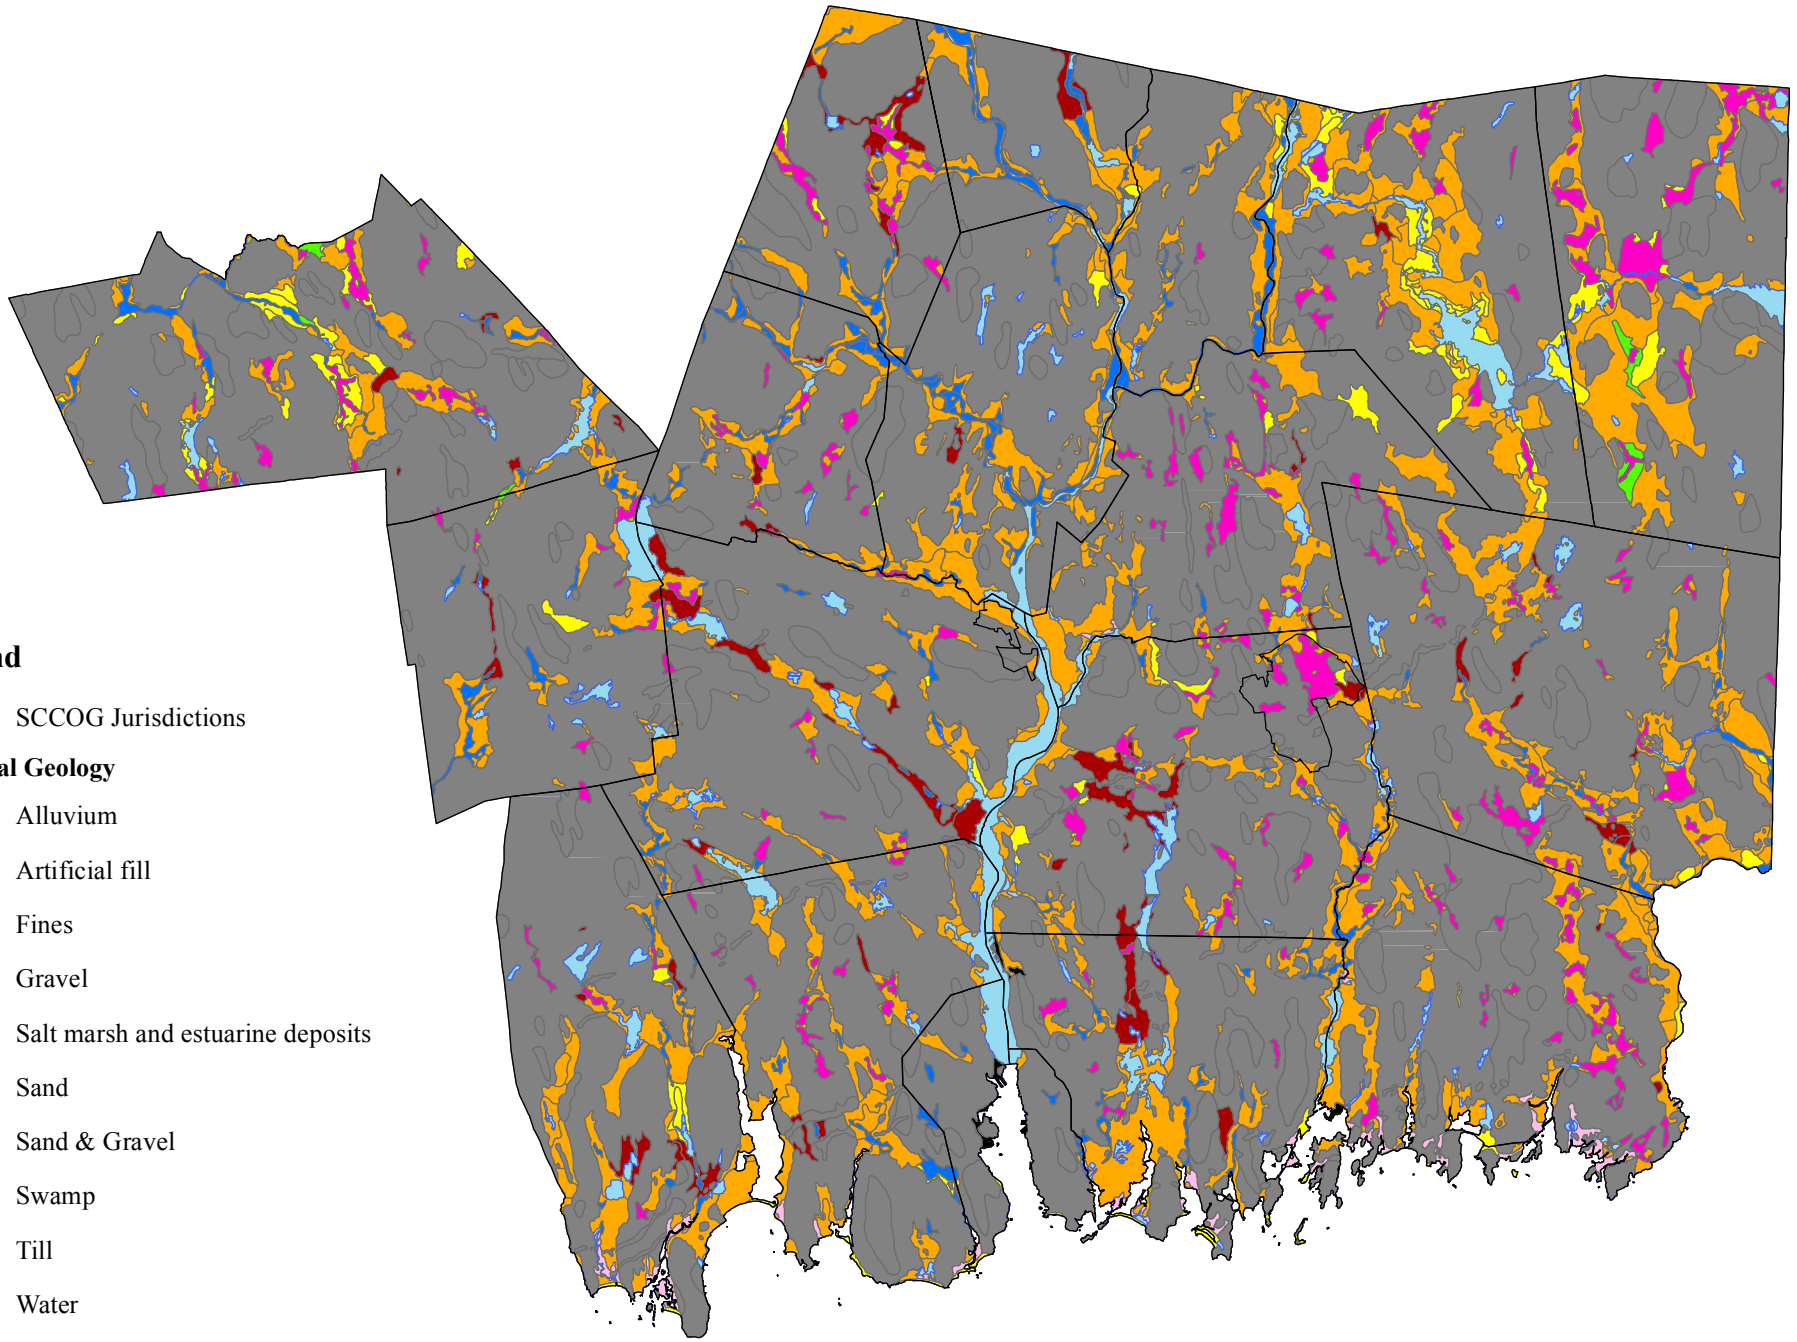 nd
SCCOG Jurisdictions
al Geology
Alluvium
Artificial fill
Fines
Gravel
Salt marsh and estuarine deposits
Sand
Sand & Gravel
Swamp
Till
Water